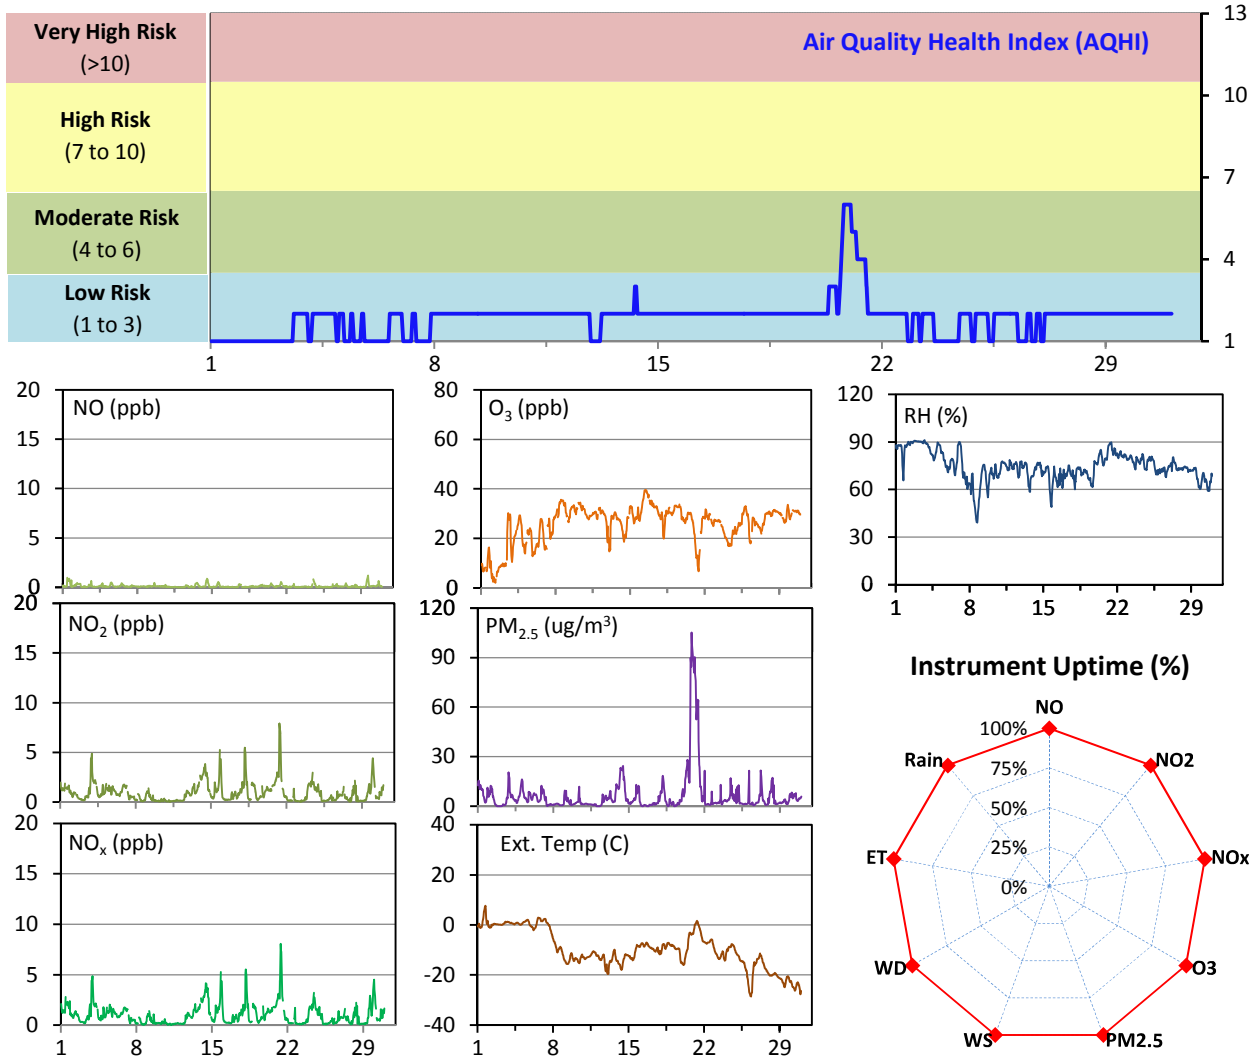 Very High Risk
(>10)
High Risk
(7 to 10)
Moderate Risk
(4 to 6)
Low Risk
(1 to 3)
Air Quality Health Index (AQHI)
13
10
7
4
1
1 8 15 22 29
NO (ppb)
20
15
10
5
0
O3 (ppb)
80
60
40
20
0
RH (%)
120
90
60
30
0
1 8 15 22 29
NO2 (ppb)
20
15
10
5
0
PM2.5 (ug/m3)
120
90
60
30
0
NOx (ppb)
20
15
10
5
0
1 8 15 22 29
Ext. Temp (C)
40
20
0
-20
-40
1 8 15 22 29
Instrument Uptime (%)
NO
NO2
NOx
O3
PM2.5
WS
WD
ET
Rain
100%
75%
50%
25%
0%